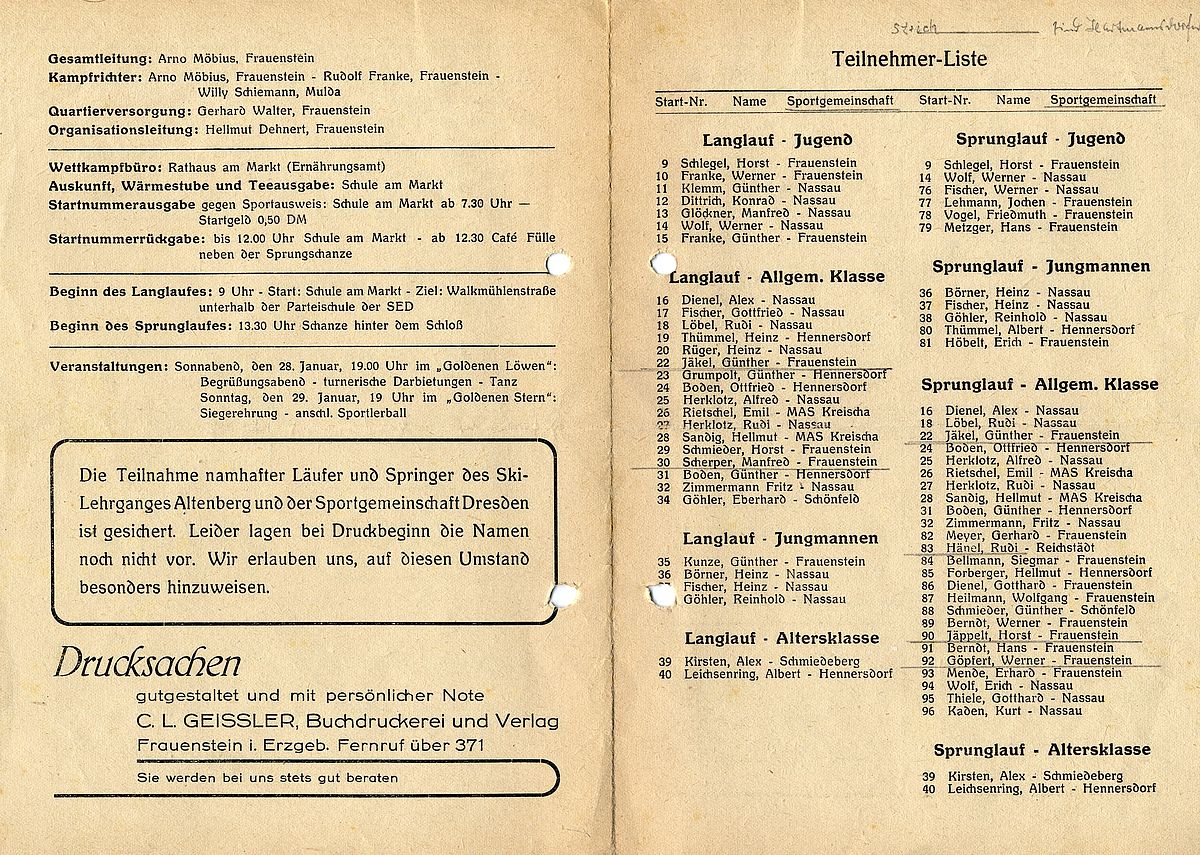 Gesamtleitung: Arno Möbius, Frauenstein
Kampfrichter: Arno Möbius, Frauenstein - Rudolf Franke, Frauenstein -
Willy Schiemann, Mulda
Quartierversorgung: Gerhard Walter, Frauenstein
Organisationsleitung: Hellmut Dehnert, Frauenstein
Wettkampfbüro: Rathaus am Markt (Ernährungsamt)
Auskunft, Wärmestube und Teeausgabe: Schule am Markt
Startnummerausgabe gegen Sportausweis: Schule am Markt ab 7.30 Uhr —
Startgeld 0,50 DM
Startnummerrückgabe: bis 12.00 Uhr Schule am Markt - ab 12.30 Café Fülle
neben der Sprungschanze
Beginn des Langlaufes: 9 Uhr - Start: Schule am Markt - Ziel: Walkmühlenstraße
unterhalb der Parteischule der SED
Beginn des Sprunglaufes: 13.30 Uhr Schanze hinter dem Schloß
Veranstaltungen: Sonnabend, den 28. Januar, 19.00 Uhr im „Goldenen Löwen“:
Begrüßungsabend - turnerische Darbietungen - Tanz
Sonntag, den 29. Januar, 19 Uhr im „Goldenen Stern“:
Siegerehrung - anschl. Sportlerball
Die Teilnahme namhafter Läufer und Springer des Ski-
Lehrganges Altenberg und der Sportgemeinschaft Dresden
ist gesichert. Leider lagen bei Druckbeginn die Namen
noch nicht vor. Wir erlauben uns, auf diesen Umstand
besonders hinzuweisen.
Drucksachen
gutgestaltet und mit persönlicher Note
C. L. GEISSLER, Buchdruckerei und Verlag
Frauenstein i. Erzgeb. Fernruf über 371
Sie werden bei uns stets gut beraten
Strich sind Hartmannsdorfer
Teilnehmer-Liste
Start-Nr. Name Sportgemeinschaft Start-Nr. Name Sportgemeinschaft
Langlauf - Jugend
9 Schlegel, Horst - Frauenstein
10 Franke, Werner - Frauenstein
11 Klemm, Günther - Nassau
12 Dittrich, Konrad - Nassau
13 Glöckner, Manfred - Nassau
14 Wolf, Werner - Nassau
15 Franke, Günther - Frauenstein
Langlauf - Allgem. Klasse
16 Dienel, Alex - Nassau
17 Fischer, Gottfried - Nassau
18 Löbel, Rudi - Nassau
19 Thümmel, Heinz - Hennersdorf
20 Rüger, Heinz - Nassau
22 Jäkel, Günther - Frauenstein
23 Grumpolt, Günther - Hennersdorf
24 Boden, Ottfried - Hennersdorf
25 Herklotz, Alfred - Nassau
26 Rietschel, Emil - MAS Kreischa
27 Herklotz, Rudi - Nassau
28 Sandig, Hellmut - MAS Kreischa
29 Schmieder, Horst - Frauenstein
30 Scherper, Manfred - Frauenstein
31 Boden, Günther - Hennersdorf
32 Zimmermann Fritz - Nassau
34 Göhler, Eberhard - Schönfeld
Langlauf - Jungmannen
35 Kunze, Günther - Frauenstein
36 Börner, Heinz - Nassau
Fischer, Heinz - Nassau
Göhler, Reinhold - Nassau
Langlauf - Altersklasse
39 Kirsten, Alex - Schmiedeberg
40 Leichsenring, Albert - Hennersdorf
Sprunglauf - Jugend
9 Schlegel, Horst - Frauenstein
14 Wolf, Werner - Nassau
76 Fischer, Werner - Nassau
77 Lehmann, Jochen - Frauenstein
78 Vogel, Friedmuth - Frauenstein
79 Metzger, Hans - Frauenstein
Sprunglauf - Jungmannen
36 Börner, Heinz - Nassau
37 Fischer, Heinz - Nassau
38 Göhler, Reinhold - Nassau
80 Thümmel, Albert - Hennersdorf
81 Höbelt, Erich - Frauenstein
Sprunglauf - Allgem. Klasse
16 Dienel, Alex - Nassau
18 Löbel, Rudi - Nassau
22 Jäkel, Günther - Frauenstein
24 Boden, Ottfried - Hennersdorf
25 Herklotz, Alfred - Nassau
26 Rietschel, Emil - MAS Kreischa
27 Herklotz, Rudi - Nassau
28 Sandig, Hellmut - MAS Kreischa
31 Boden, Günther - Hennersdorf
32 Zimmermann, Fritz - Nassau
82 Meyer, Gerhard - Frauenstein
83 Hänel, Rudi - Reichstädt
84 Bellmann, Siegmar - Frauenstein
85 Forberger, Hellmut - Hennersdorf
86 Dienel, Gotthard - Frauenstein
87 Heilmann, Wolfgang - Frauenstein
88 Schmieder, Günther - Schönfeld
89 Berndt, Werner - Frauenstein
90 Jäppelt, Horst - Frauenstein
91 Berndt, Hans - Frauenstein
92 Göpfert, Werner - Frauenstein
93 Mende, Erhard - Frauenstein
94 Wolf, Erich - Nassau
95 Thiele, Gotthard - Nassau
96 Kaden, Kurt - Nassau
Sprunglauf - Altersklasse
39 Kirsten, Alex - Schmiedeberg
40 Leichsenring, Albert - Hennersdorf